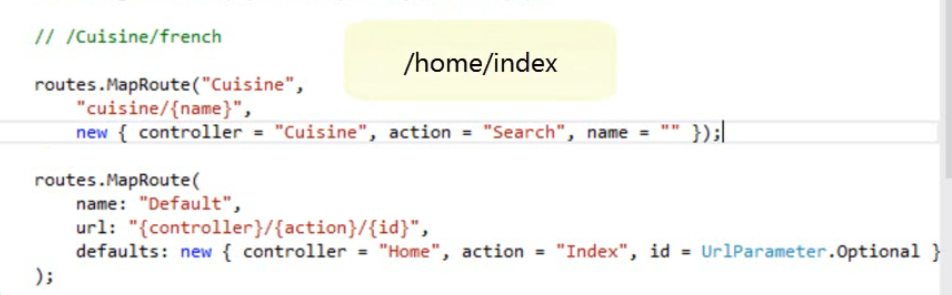 // /Cuisine/french
/home/index
routes.MapRoute("Cuisine",
"cuisine/{name}",
new { controller = "Cuisine", action = "Search", name = "" });
routes.MapRoute(
name: "Default",
url: "{controller}/{action}/{id}",
defaults: new { controller = "Home", action = "Index", id = UrlParameter.Optional }
);